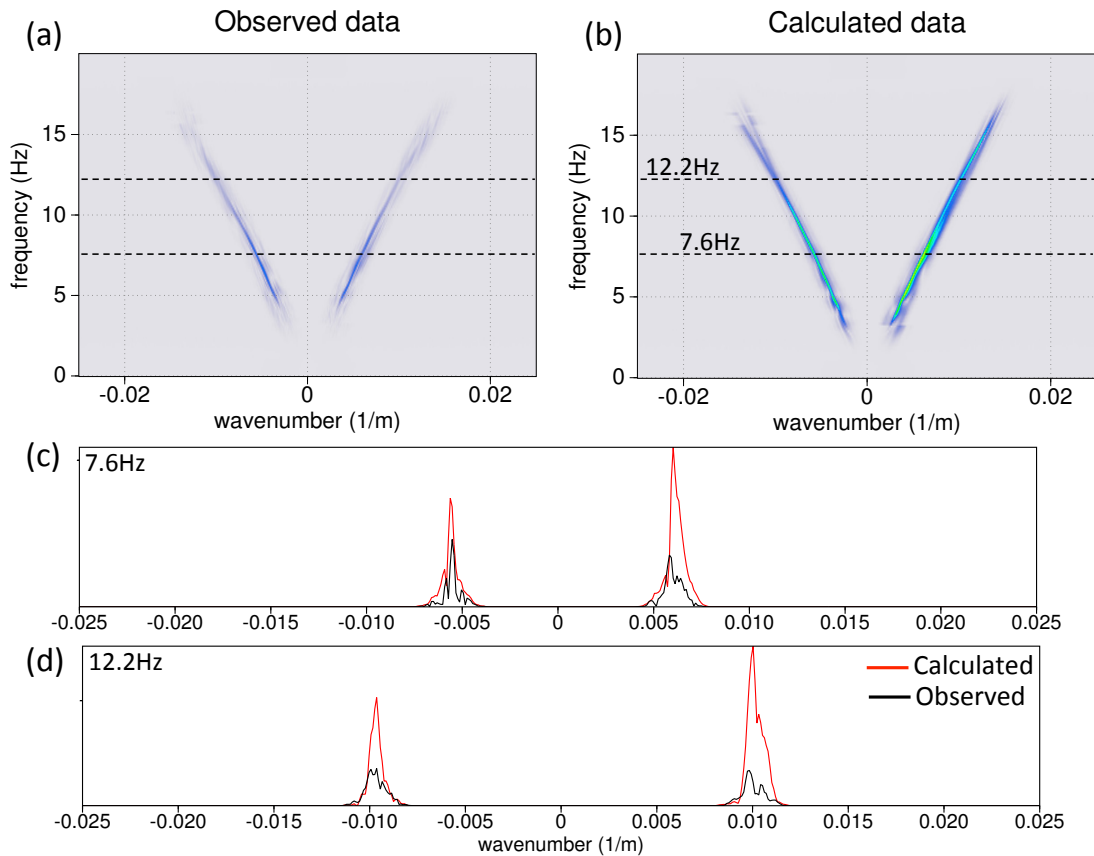 (a) Observed data
(b) Calculated data
frequency (Hz)
15
10
5
0
-0.02 0 0.02
wavenumber (1/m)
frequency (Hz)
15
10
5
0
12.2Hz
7.6Hz
-0.02 0 0.02
wavenumber (1/m)
(c) 7.6Hz
-0.025 -0.020 -0.015 -0.010 -0.005 0 0.005 0.010 0.015 0.020 0.025
(d) 12.2Hz
Calculated
Observed
-0.025 -0.020 -0.015 -0.010 -0.005 0 0.005 0.010 0.015 0.020 0.025
wavenumber (1/m)